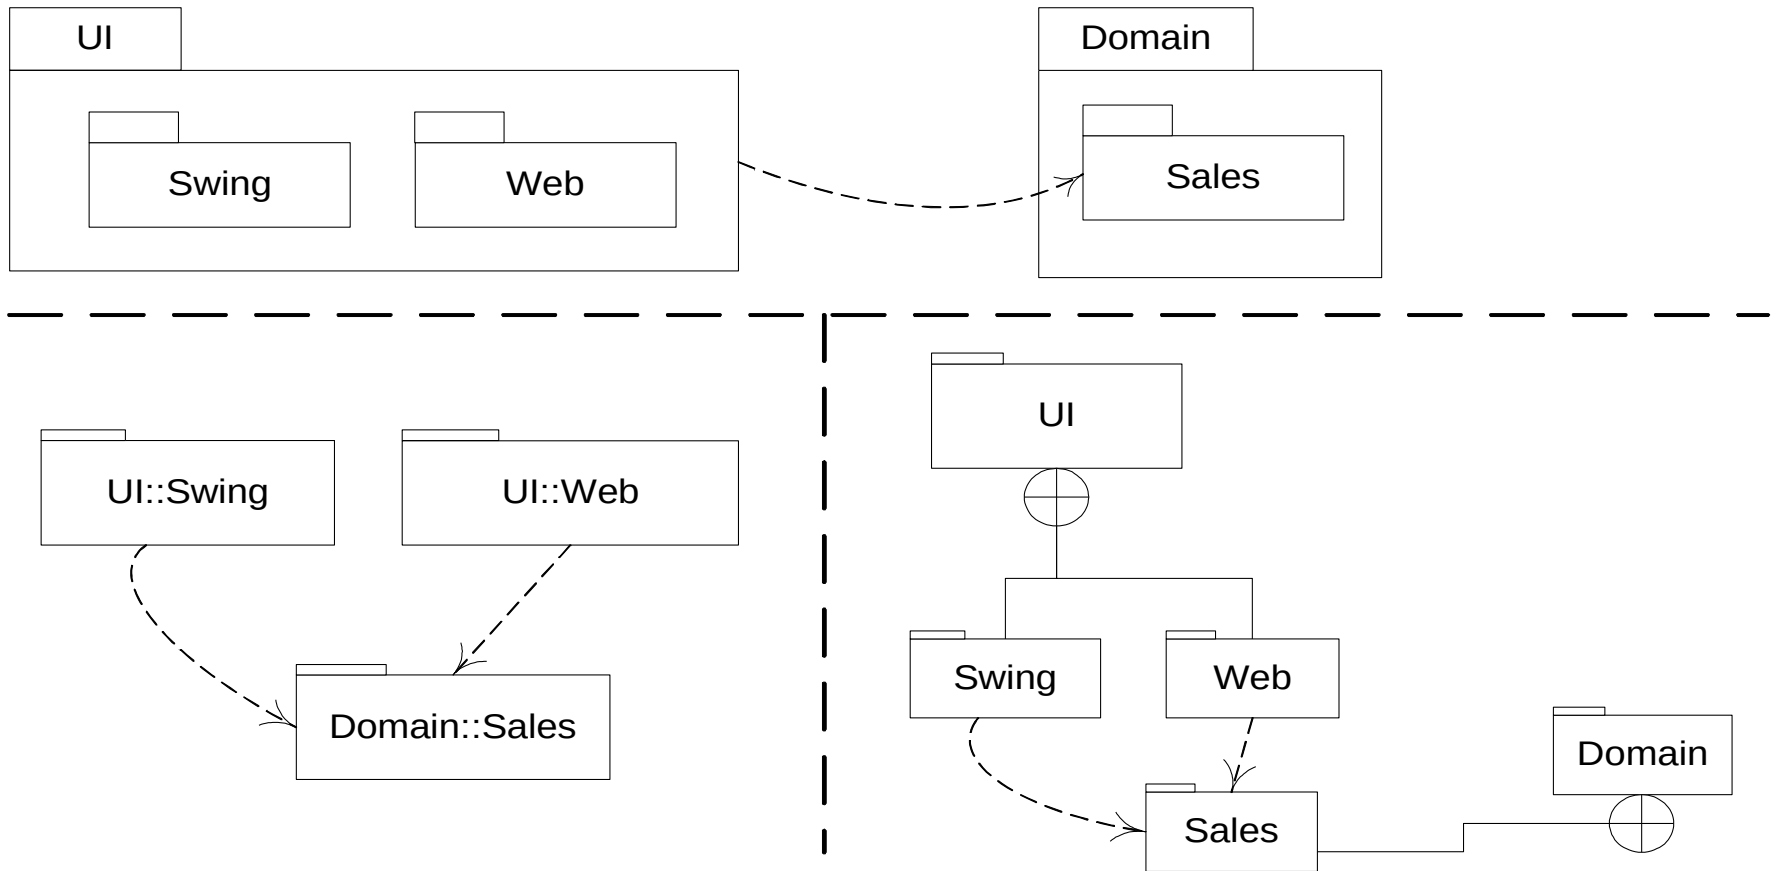 UI
Domain
Swing
Web
Sales
UI::Swing
UI::Web
Domain::Sales
UI
Swing
Web
Domain
Sales